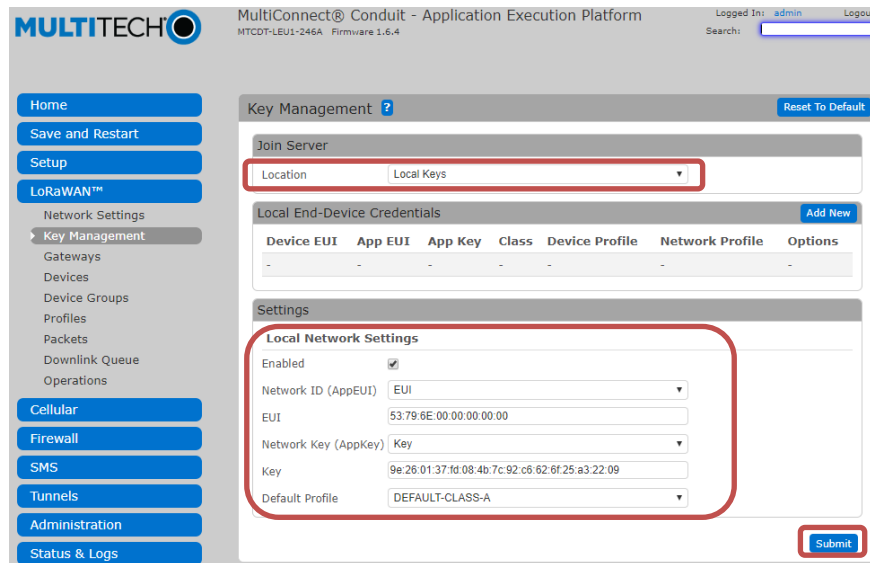 MULTITECH
MultiConnect® Conduit - Application Execution Platform
MTCDT-LEU1-246A Firmware 1.6.4
Logged In: admin Logou
Search:
Home
Save and Restart
Setup
LoRaWAN™
Network Settings
Key Management
Gateways
Devices
Device Groups
Profiles
Packets
Downlink Queue
Operations
Cellular
Firewall
SMS
Tunnels
Administration
Status & Logs
Key Management ?
Reset To Default
Join Server
Location Local Keys
Local End-Device Credentials
Add New
Device EUI App EUI App Key Class Device Profile Network Profile Options
- - - - - - -
Settings
Local Network Settings
Enabled
Network ID (AppEUI) EUI
EUI 53:79:6E:00:00:00:00:00
Network Key (AppKey) Key
Key 9e:26:01:37:fd:08:4b:7c:92:c6:62:6f:25:a3:22:09
Default Profile DEFAULT-CLASS-A
Submit